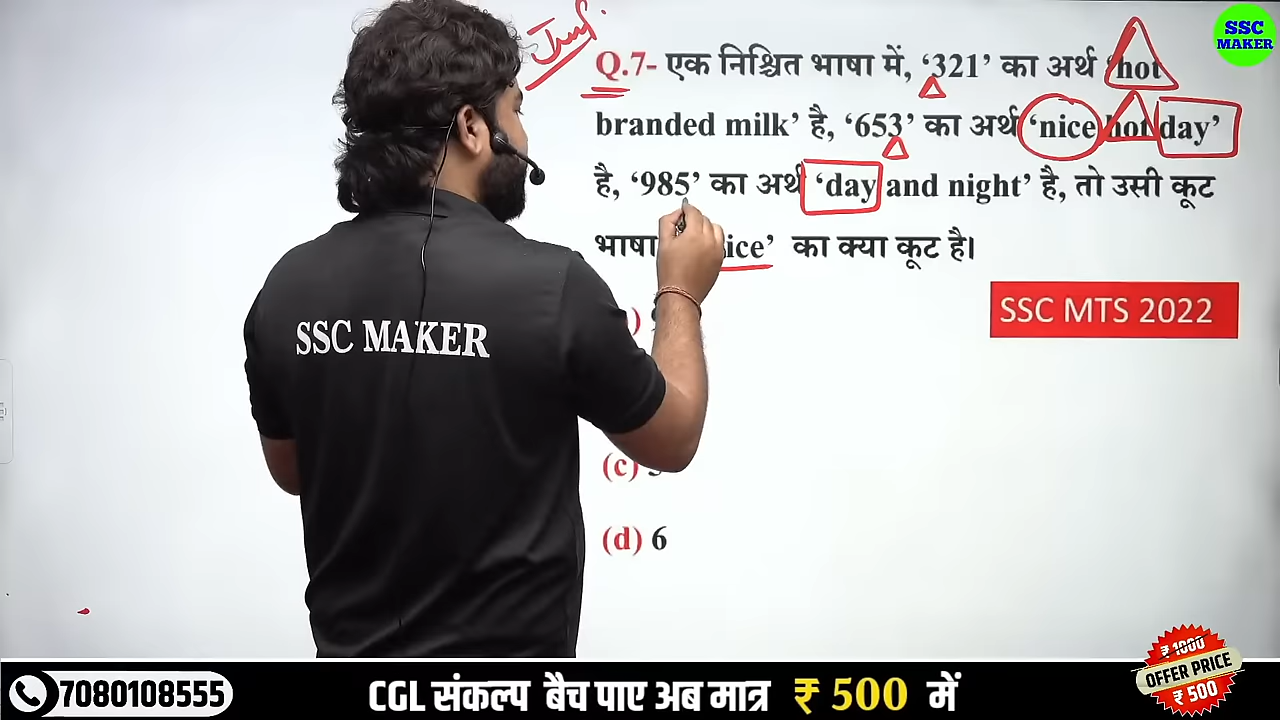 SSC
MAKER
Q.7- एक निश्चित भाषा में, ‘321’ का अर्थ ‘hot
branded milk’ है, ‘653’ का अर्थ ‘nice hot day’
है, ‘985’ का अर्थ ‘day and night’ है, तो उसी कूट
भाषा का क्या कूट है।
SSC MTS 2022
SSC MAKER
(c)
(d) 6
7080108555
CGL संकल्प बैच पाए अब मात्र ₹ 500 में
₹ 1000
OFFER PRICE
₹ 500